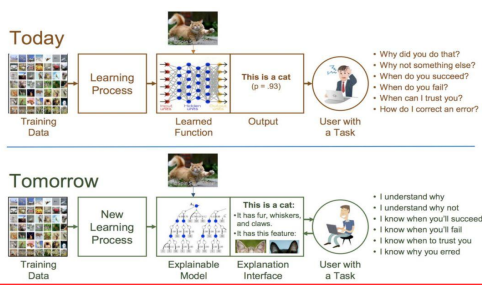 Today
Training
Data
Learning
Process
Learned
Function
This is a cat
(p = .93)
Output
User with
a Task
• Why did you do that?
• Why not something else?
• When do you succeed?
• When do you fail?
• When can I trust you?
• How do I correct an error?
Tomorrow
Training
Data
New
Learning
Process
Explainable
Model
This is a cat:
• It has fur, whiskers,
and claws.
• It has this feature:
Explanation
Interface
User with
a Task
• I understand why
• I understand why not
• I know when you'll succeed
• I know when you'll fail
• I know when to trust you
• I know why you erred